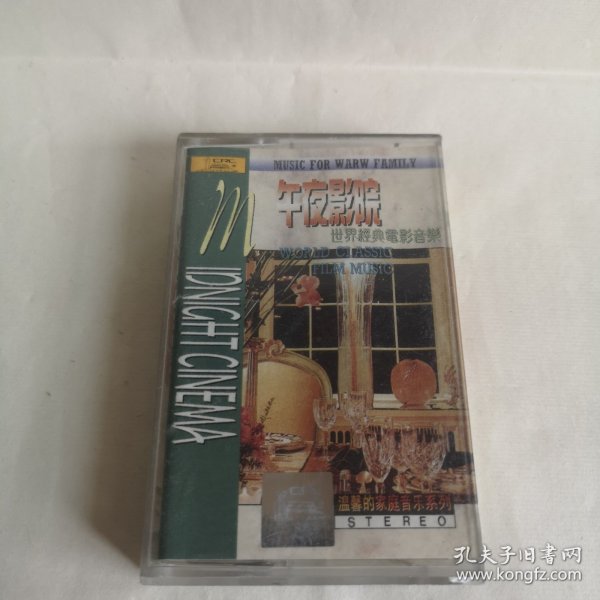 CRC
MUSIC FOR WARW FAMILY
午夜影院
世界經典電影音樂
WORLD CLASSIC
FILM MUSIC
MIDNIGHT CINEMA
溫馨的家庭音乐系列
STEREO
孔夫子旧书网
www.kongfz.com